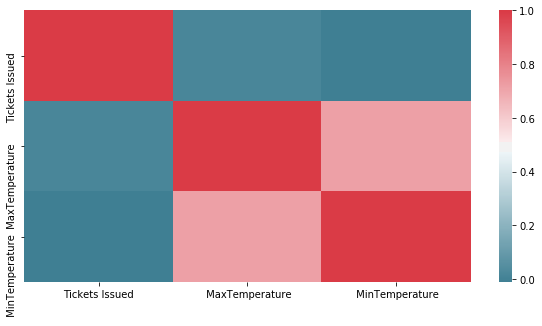 Tickets Issued
MaxTemperature
MinTemperature
Tickets Issued
MaxTemperature
MinTemperature
1.0
0.8
0.6
0.4
0.2
0.0